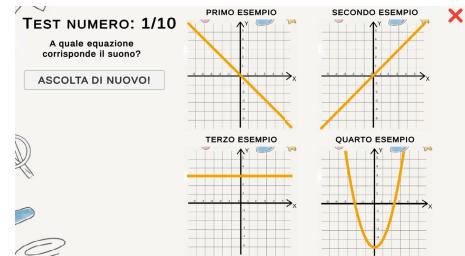 TEST NUMERO: 1/10
A quale equazione
corrisponde il suono?
ASCOLTA DI NUOVO!
PRIMO ESEMPIO
Y
X
SECONDO ESEMPIO
Y
X
TERZO ESEMPIO
Y
X
QUARTO ESEMPIO
Y
X